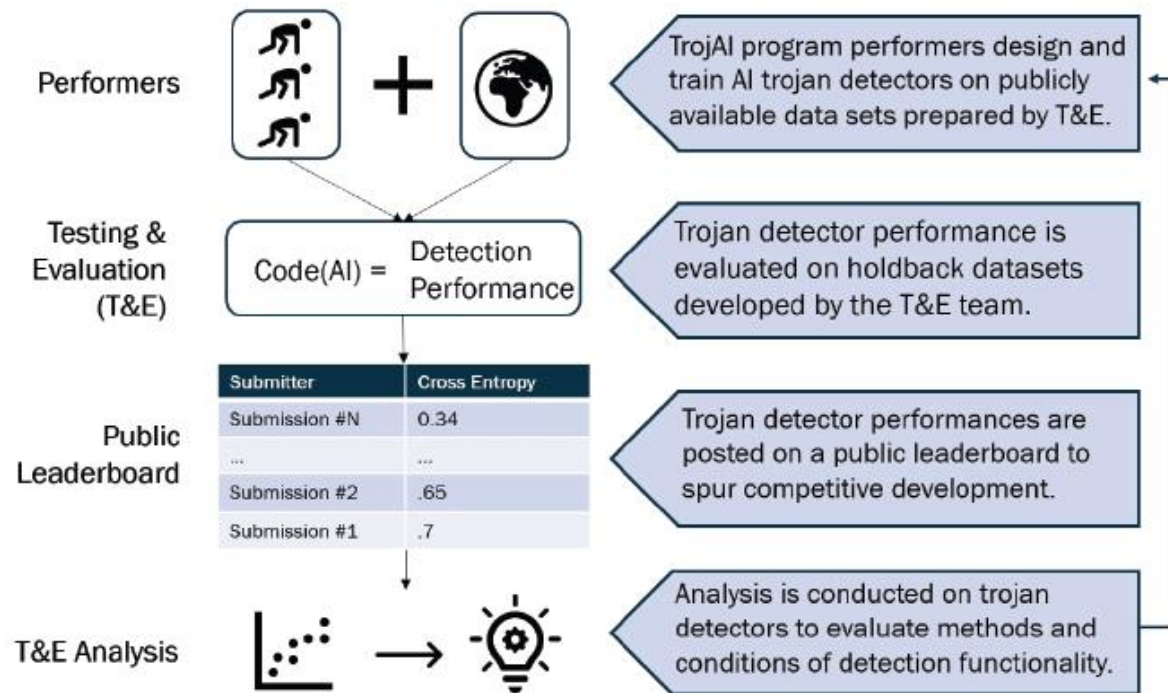 Performers
TrojAI program performers design and
train AI trojan detectors on publicly
available data sets prepared by T&E.
Testing &
Evaluation
(T&E)
Code(AI) =
Detection
Performance
Trojan detector performance is
evaluated on holdback datasets
developed by the T&E team.
Public
Leaderboard
Submitter Cross Entropy
Submission #N 0.34
... ...
Submission #2 .65
Submission #1 .7
Trojan detector performances are
posted on a public leaderboard to
spur competitive development.
T&E Analysis
Analysis is conducted on trojan
detectors to evaluate methods and
conditions of detection functionality.